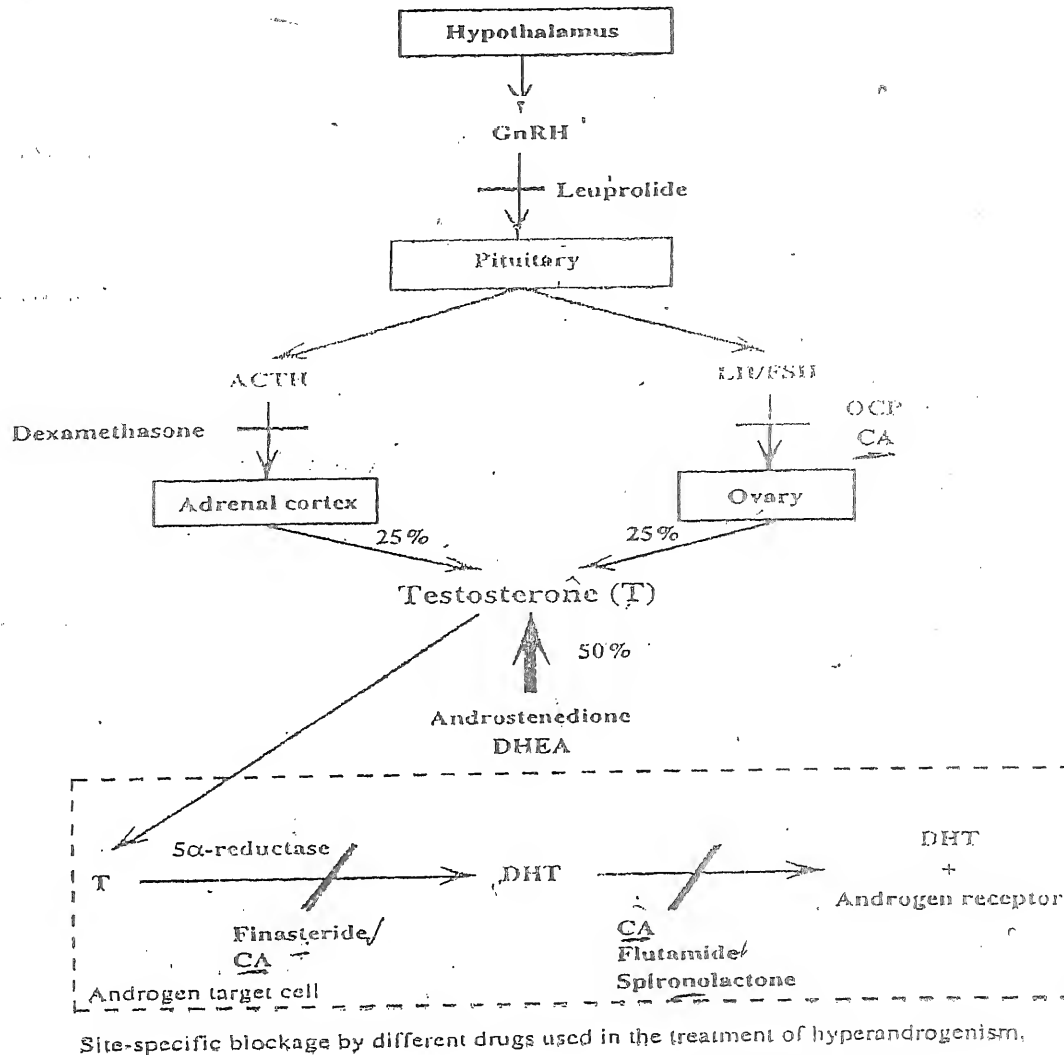 Hypothalamus
GnRH
Leuprolide
Pituitary
ACTH
LH/FSH
Dexamethasone
OCP
CA
Adrenal cortex
Ovary
25%
25%
Testosterone (T)
50%
Androstenedione
DHEA
T
5α-reductase
DHT
DHT
+
Androgen receptor
Finasteride
CA
CA
Flutamide
Spironolactone
Androgen target cell
Site-specific blockage by different drugs used in the treatment of hyperandrogenism.